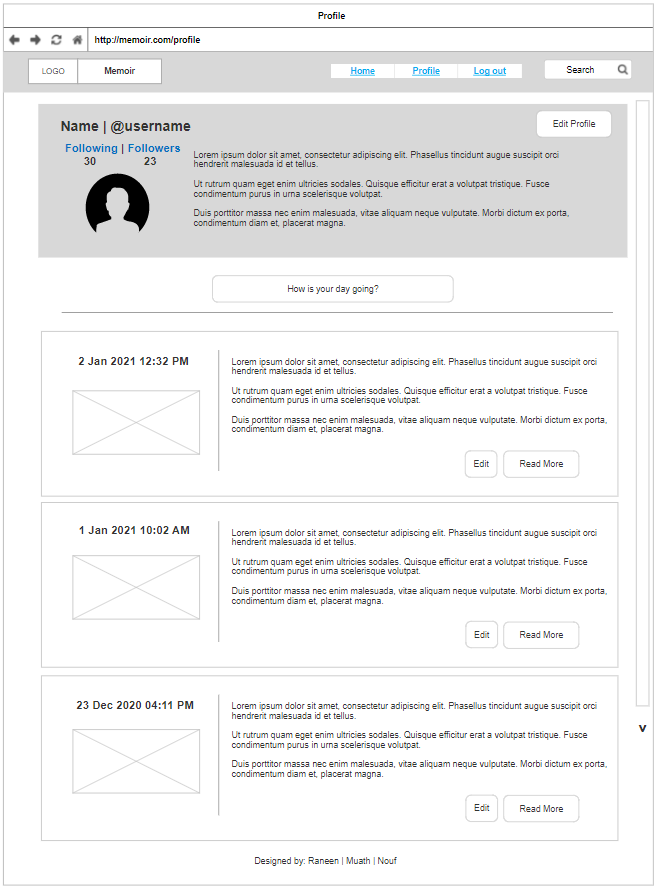 Profile
http://memoir.com/profile
LOGO
Memoir
Home
Profile
Log out
Search
Name | @username
Edit Profile
Following | Followers
30 23
Lorem ipsum dolor sit amet, consectetur adipiscing elit. Phasellus tincidunt augue suscipit orci
hendrerit malesuada id et tellus.
Ut rutrum quam eget enim ultricies sodales. Quisque efficitur erat a volutpat tristique. Fusce
condimentum purus in urna scelerisque volutpat.
Duis porttitor massa nec enim malesuada, vitae aliquam neque vulputate. Morbi dictum ex porta,
condimentum diam et, placerat magna.
How is your day going?
2 Jan 2021 12:32 PM
Lorem ipsum dolor sit amet, consectetur adipiscing elit. Phasellus tincidunt augue suscipit orci
hendrerit malesuada id et tellus.
Ut rutrum quam eget enim ultricies sodales. Quisque efficitur erat a volutpat tristique. Fusce
condimentum purus in urna scelerisque volutpat.
Duis porttitor massa nec enim malesuada, vitae aliquam neque vulputate. Morbi dictum ex porta,
condimentum diam et, placerat magna.
Edit
Read More
1 Jan 2021 10:02 AM
Lorem ipsum dolor sit amet, consectetur adipiscing elit. Phasellus tincidunt augue suscipit orci
hendrerit malesuada id et tellus.
Ut rutrum quam eget enim ultricies sodales. Quisque efficitur erat a volutpat tristique. Fusce
condimentum purus in urna scelerisque volutpat.
Duis porttitor massa nec enim malesuada, vitae aliquam neque vulputate. Morbi dictum ex porta,
condimentum diam et, placerat magna.
Edit
Read More
23 Dec 2020 04:11 PM
Lorem ipsum dolor sit amet, consectetur adipiscing elit. Phasellus tincidunt augue suscipit orci
hendrerit malesuada id et tellus.
Ut rutrum quam eget enim ultricies sodales. Quisque efficitur erat a volutpat tristique. Fusce
condimentum purus in urna scelerisque volutpat.
Duis porttitor massa nec enim malesuada, vitae aliquam neque vulputate. Morbi dictum ex porta,
condimentum diam et, placerat magna.
v
Edit
Read More
Designed by: Raneen | Muath | Nouf